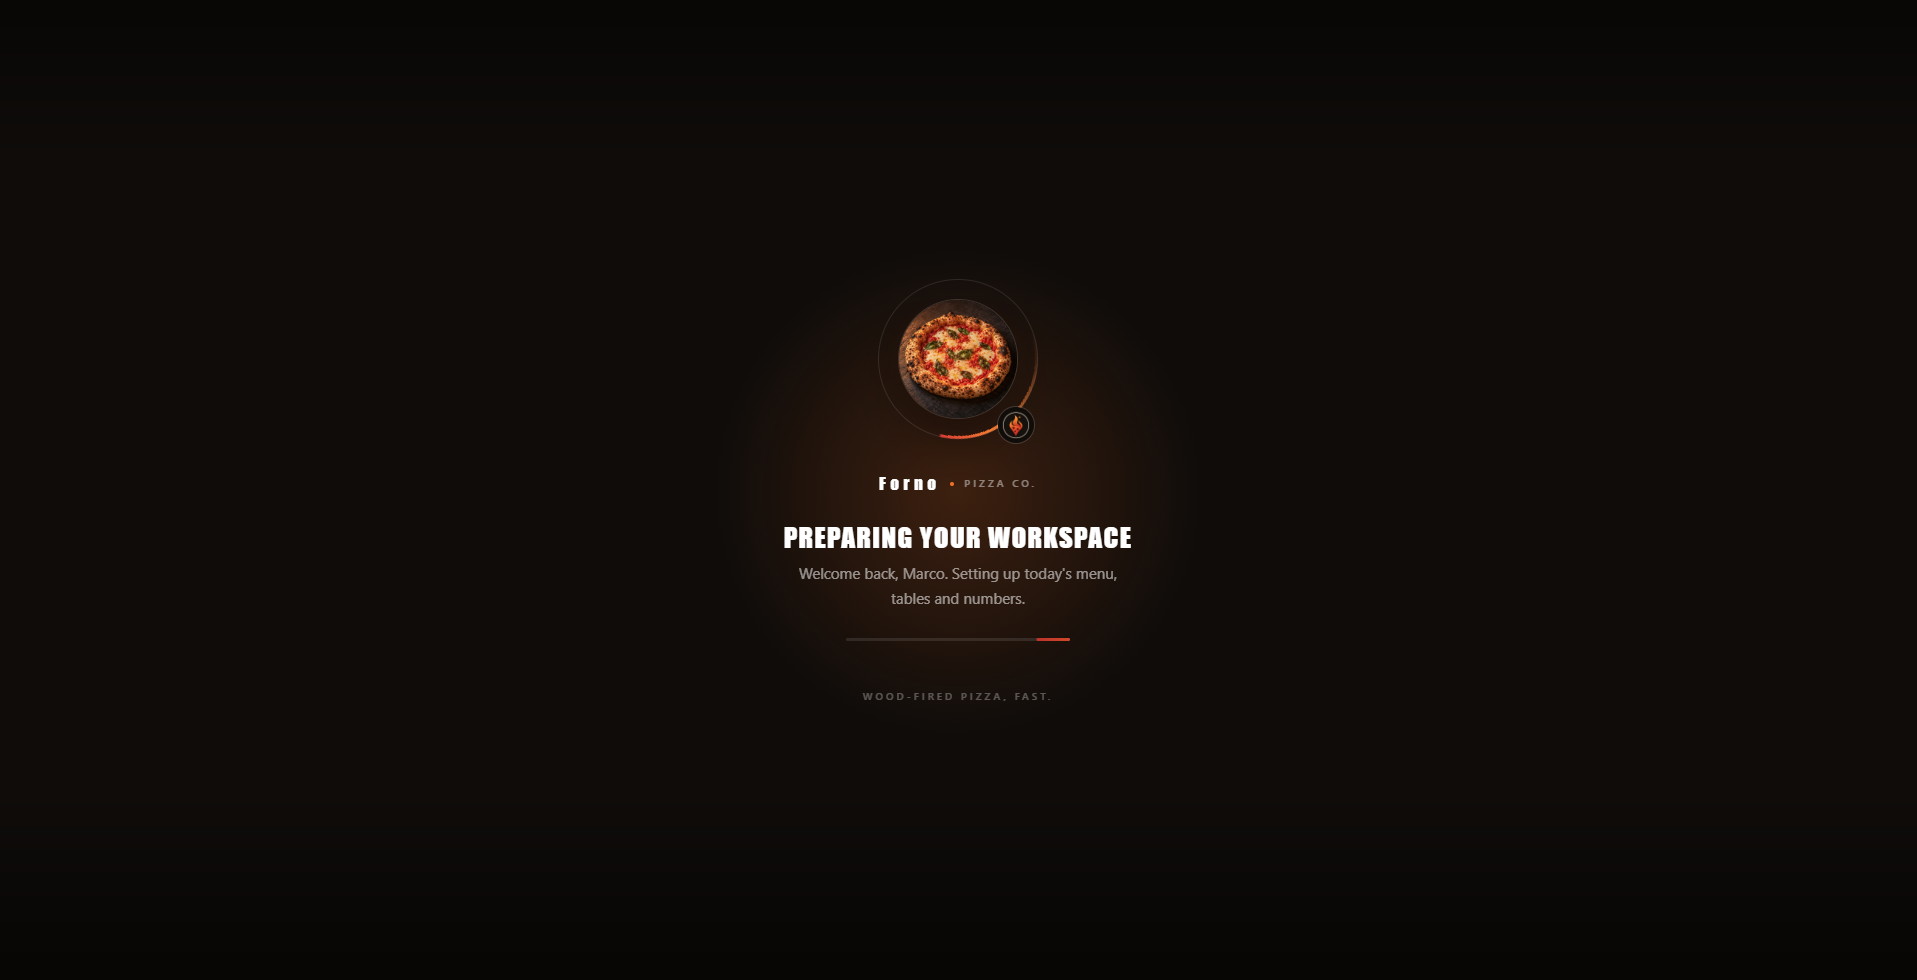 Forno • PIZZA CO.
PREPARING YOUR WORKSPACE
Welcome back, Marco. Setting up today's menu,
tables and numbers.
WOOD-FIRED PIZZA, FAST.